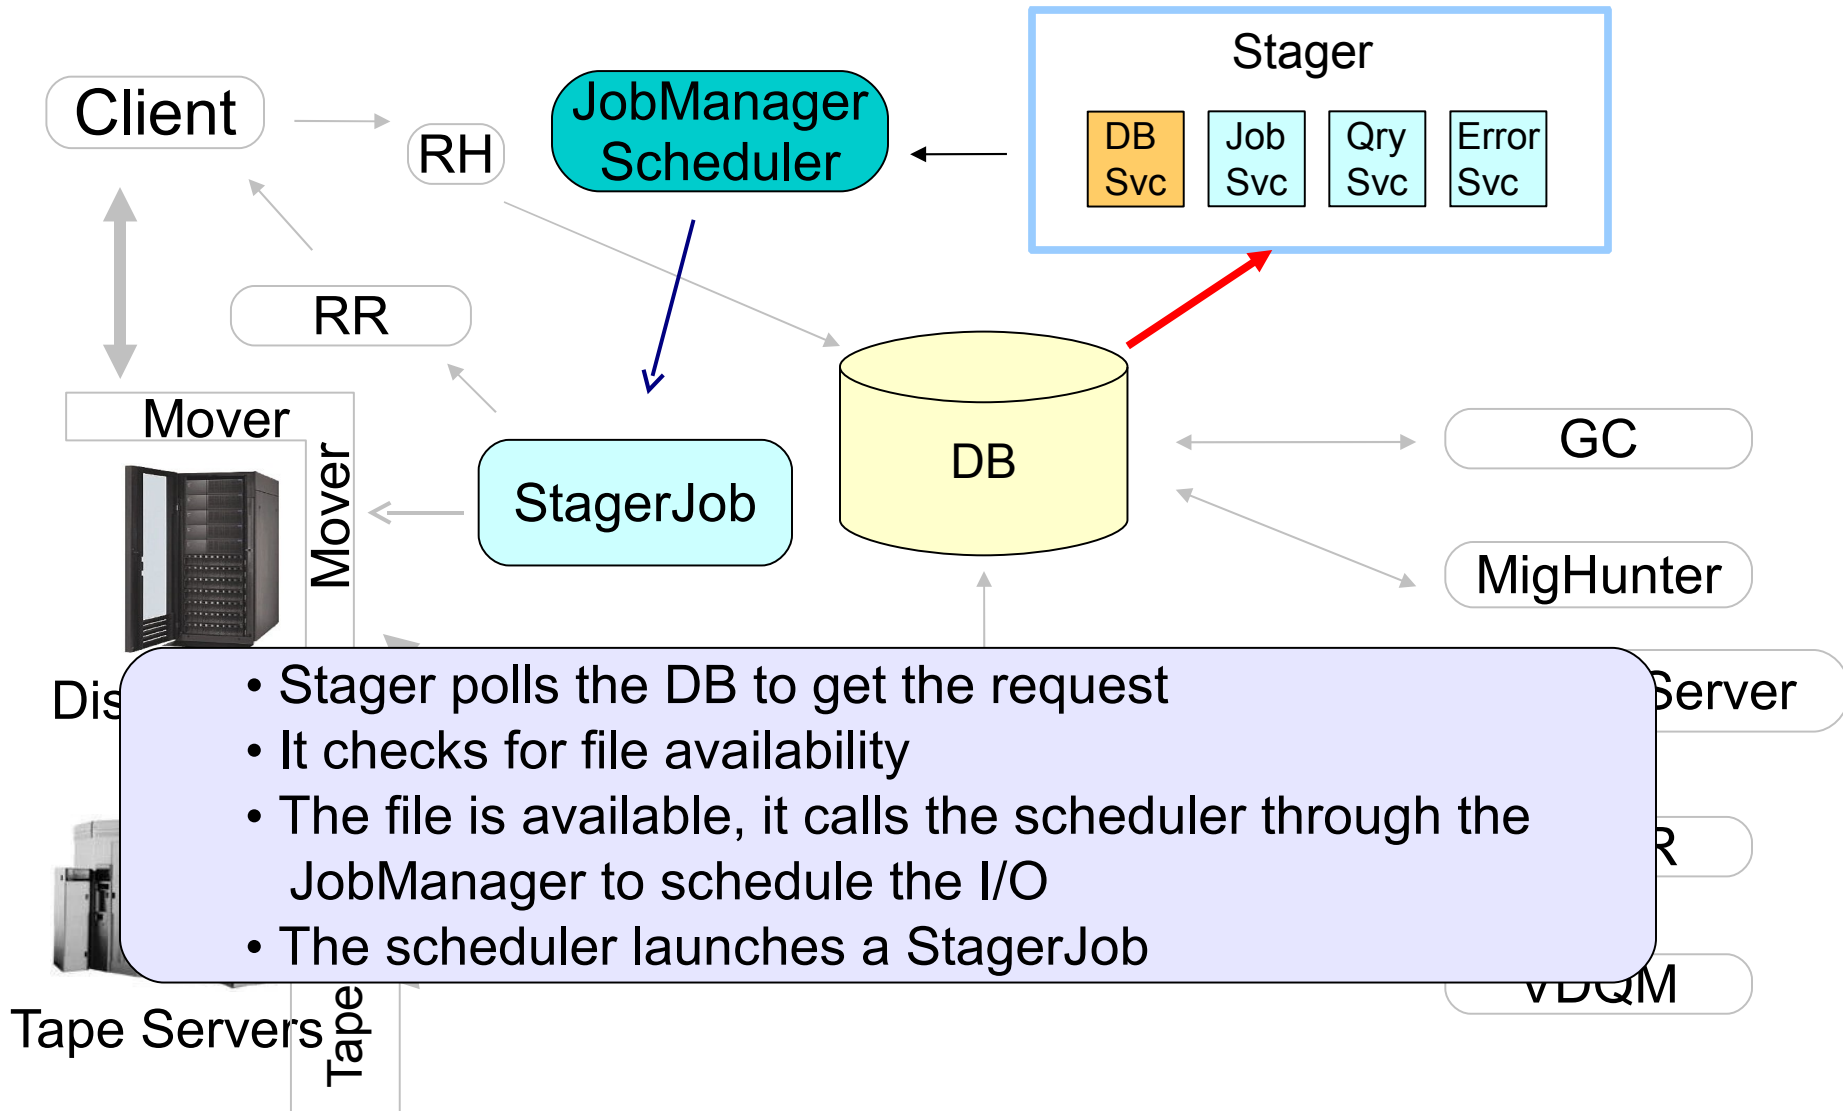 Stager
Client
JobManager
Scheduler
RH
DB
Svc
Job
Svc
Qry
Svc
Error
Svc
RR
Mover
Mover
StagerJob
DB
GC
MigHunter
• Stager polls the DB to get the request
• It checks for file availability
• The file is available, it calls the scheduler through the
JobManager to schedule the I/O
• The scheduler launches a StagerJob
Server
VDQM
Tape Servers
Tape